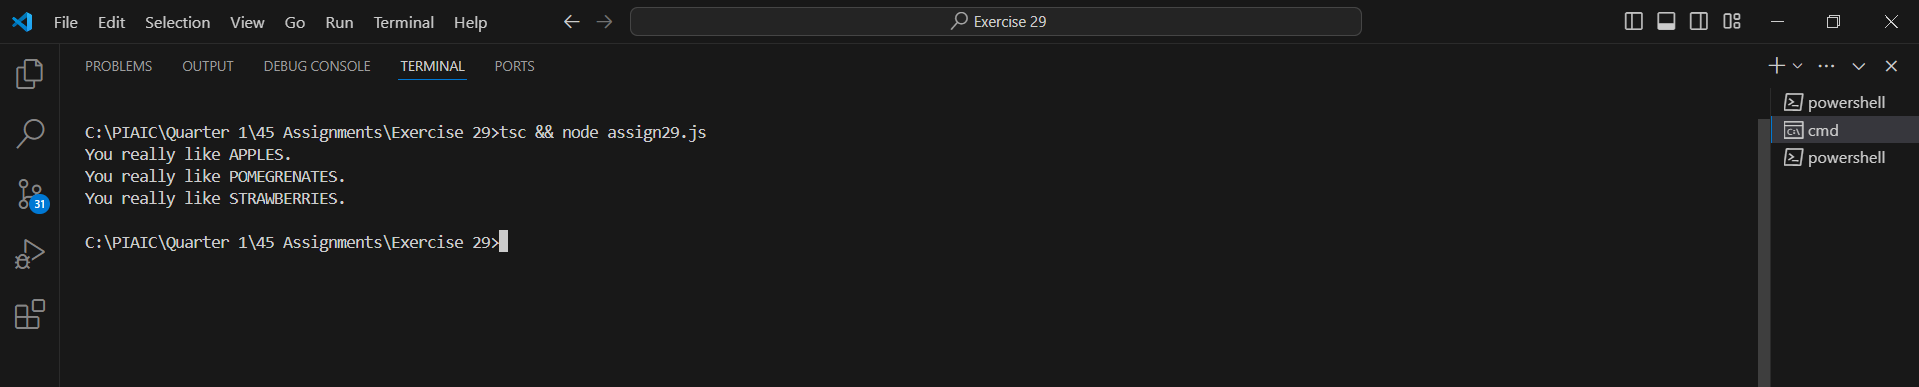 File Edit Selection View Go Run Terminal Help
Exercise 29
PROBLEMS OUTPUT DEBUG CONSOLE TERMINAL PORTS
C:\PIAIC\Quarter 1\45 Assignments\Exercise 29>tsc && node assign29.js
You really like APPLES.
You really like POMEGRENATES.
You really like STRAWBERRIES.
C:\PIAIC\Quarter 1\45 Assignments\Exercise 29>
powershell
cmd
powershell
31